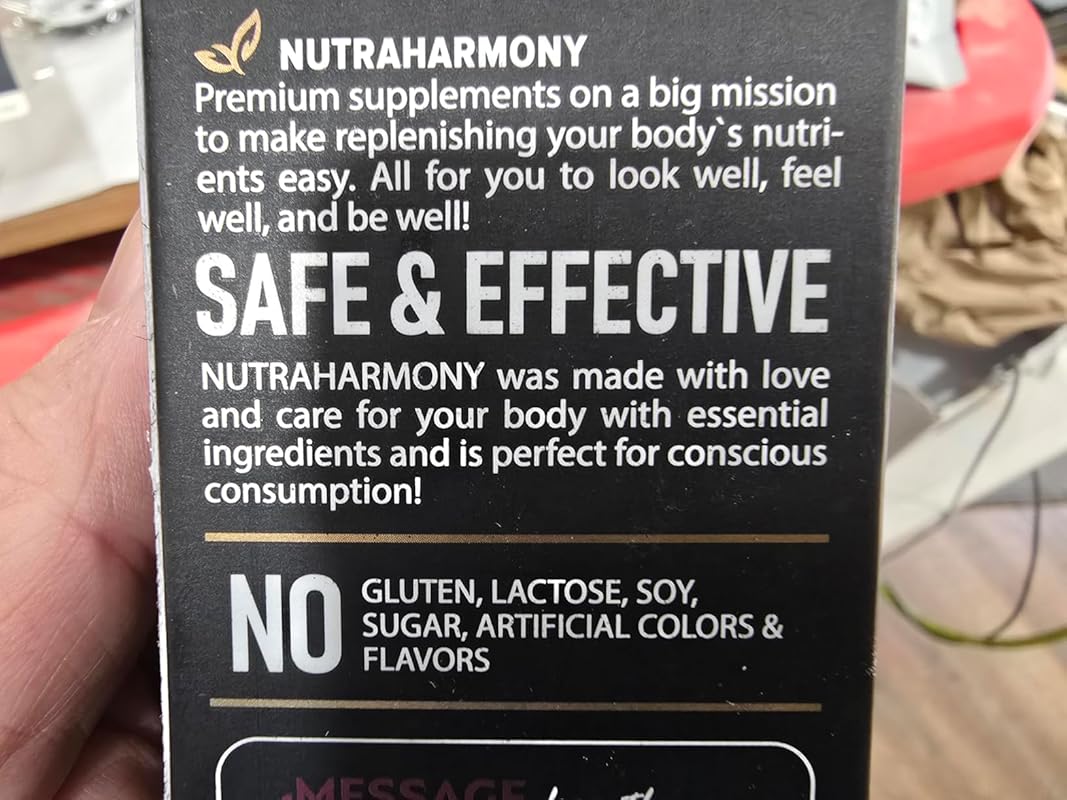 NUTRAHARMONY
Premium supplements on a big mission
to make replenishing your body`s nutri-
ents easy. All for you to look well, feel
well, and be well!
SAFE & EFFECTIVE
NUTRAHARMONY was made with love
and care for your body with essential
ingredients and is perfect for conscious
consumption!
NO
GLUTEN, LACTOSE, SOY,
SUGAR, ARTIFICIAL COLORS &
FLAVORS
MESSAGE